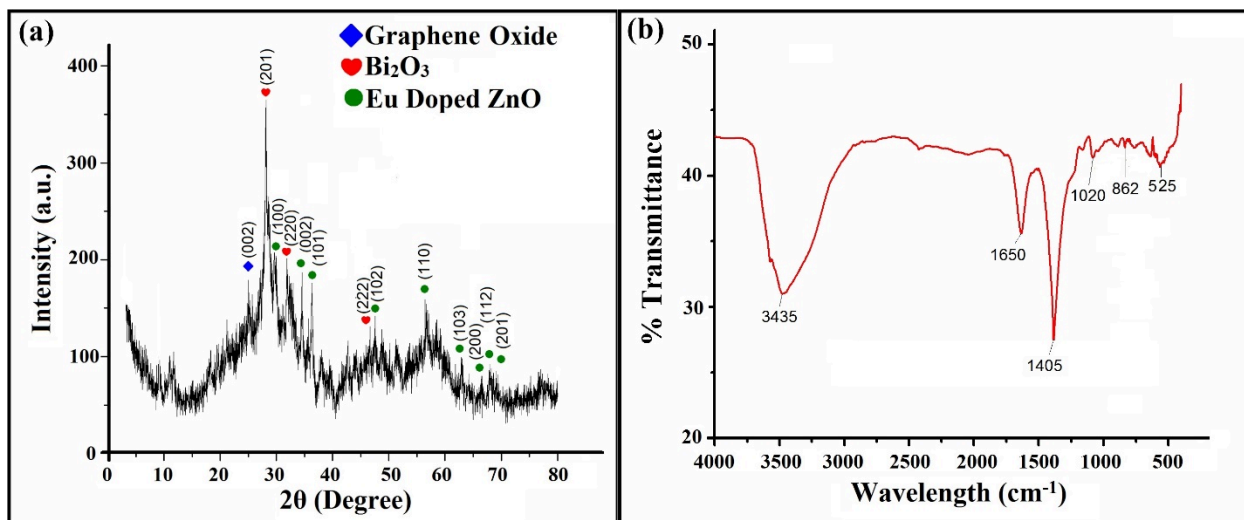 (a)
Graphene Oxide
Bi₂O₃
Eu Doped ZnO
400
300
200
100
0
Intensity (a.u.)
(002)
(201)
(100)
(220)
(002)
(101)
(222)
(102)
(110)
(103)
(200)
(112)
(201)
0 10 20 30 40 50 60 70 80
2θ (Degree)
(b)
50
40
30
20
% Transmittance
3435
1650
1405
1020
862
525
4000 3500 3000 2500 2000 1500 1000 500
Wavelength (cm⁻¹)